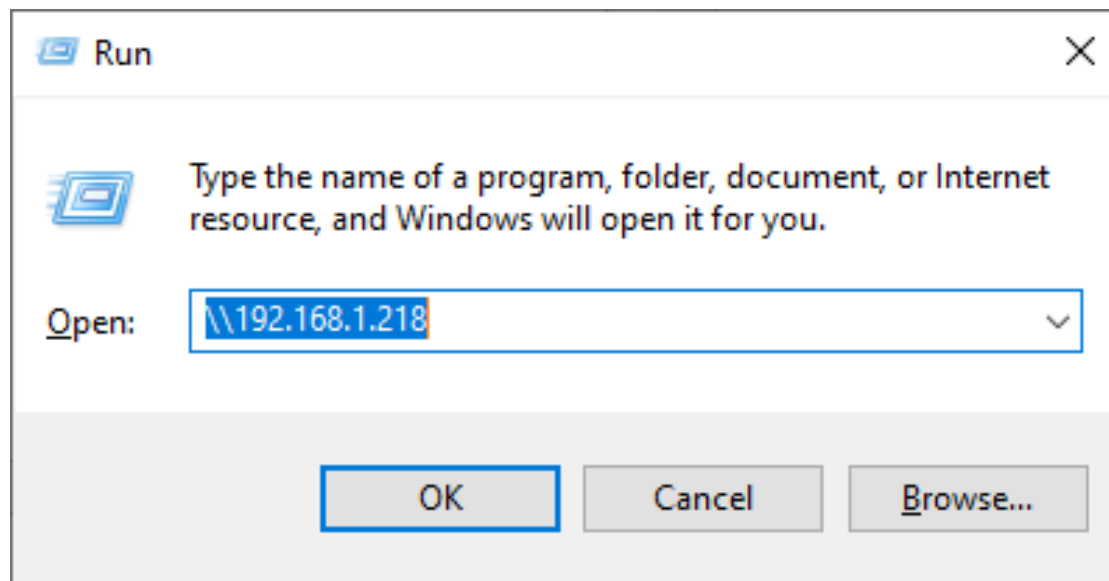 Run
Type the name of a program, folder, document, or Internet
resource, and Windows will open it for you.
Open:
\\192.168.1.218
OK
Cancel
Browse...